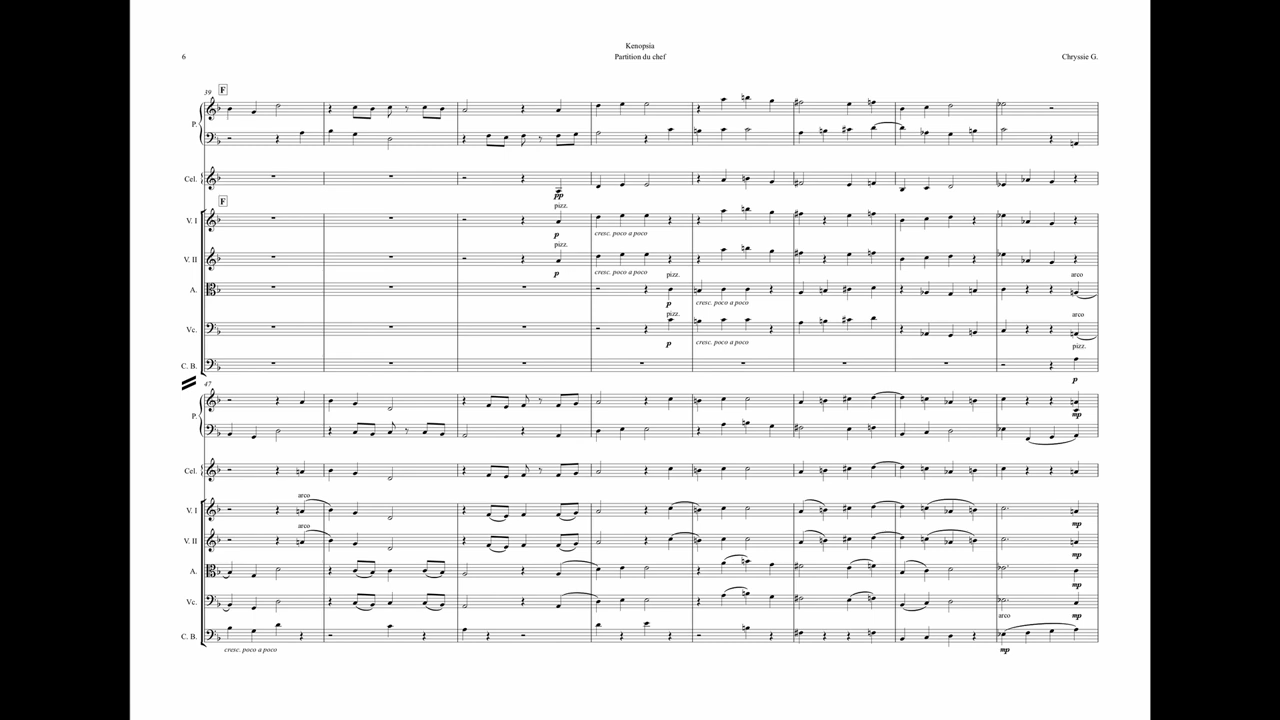 Kenopsia
6 Partition du chef Chryssie G.
39 F
P.
Cel.
pp
F pizz.
V. I
p cresc. poco a poco
pizz.
V. II
p cresc. poco a poco
pizz. arco
A.
p cresc. poco a poco
pizz. arco
Vc.
p cresc. poco a poco
pizz.
C. B.
p
47
P.
mp
Cel.
arco
V. I
mp
arco
V. II
mp
A.
mp
Vc.
arco mp
C. B.
cresc. poco a poco mp